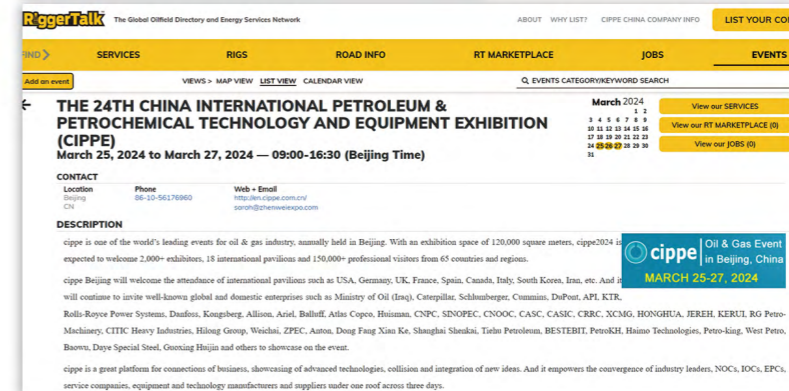 RiggerTalk The Global Oilfield Directory and Energy Services Network ABOUT WHY LIST? CIPPE CHINA COMPANY INFO LIST YOUR CO
FIND SERVICES RIGS ROAD INFO RT MARKETPLACE JOBS EVENTS
Add an event VIEWS > MAP VIEW LIST VIEW CALENDAR VIEW EVENTS CATEGORY/KEYWORD SEARCH
THE 24TH CHINA INTERNATIONAL PETROLEUM &
PETROCHEMICAL TECHNOLOGY AND EQUIPMENT EXHIBITION
(CIPPE)
March 25, 2024 to March 27, 2024 — 09:00-16:30 (Beijing Time)
March 2024
1 2
3 4 5 6 7 8 9
10 11 12 13 14 15 16
17 18 19 20 21 22 23
24 25 26 27 28 29 30
31
View our SERVICES
View our RT MARKETPLACE (0)
View our JOBS (0)
CONTACT
Location Phone Web + Email
Beijing 86-10-56176960 http://en.cippe.com.cn/
CN sarah@zhenweiexpo.com
DESCRIPTION
cippe is one of the world's leading events for oil & gas industry, annually held in Beijing. With an exhibition space of 120,000 square meters, cippe2024 is
expected to welcome 2,000+ exhibitors, 18 international pavilions and 150,000+ professional visitors from 65 countries and regions.
cippe Oil & Gas Event
in Beijing, China
MARCH 25-27, 2024
cippe Beijing will welcome the attendance of international pavilions such as USA, Germany, UK, France, Spain, Canada, Italy, South Korea, Iran, etc. And it
will continue to invite well-known global and domestic enterprises such as Ministry of Oil (Iraq), Caterpillar, Schlumberger, Cummins, DuPont, API, KTR,
Rolls-Royce Power Systems, Danfoss, Kongsberg, Allison, Ariel, Balluff, Atlas Copco, Huisman, CNPC, SINOPEC, CNOOC, CASC, CASIC, CRRC, XCMG, HONGHUA, JEREH, KERUI, RG Petro-
Machinery, CITIC Heavy Industries, Hilong Group, Weichai, ZPEC, Anton, Dong Fang Xian Ke, Shanghai Shenkai, Tiehu Petroleum, BESTEBIT, PetroKH, Haimo Technologies, Petro-king, West Petro,
Baowu, Daye Special Steel, Guoxing Huijin and others to showcase on the event.
cippe is a great platform for connections of business, showcasing of advanced technologies, collision and integration of new ideas. And it empowers the convergence of industry leaders, NOCs, IOCs, EPCs,
service companies, equipment and technology manufacturers and suppliers under one roof across three days.